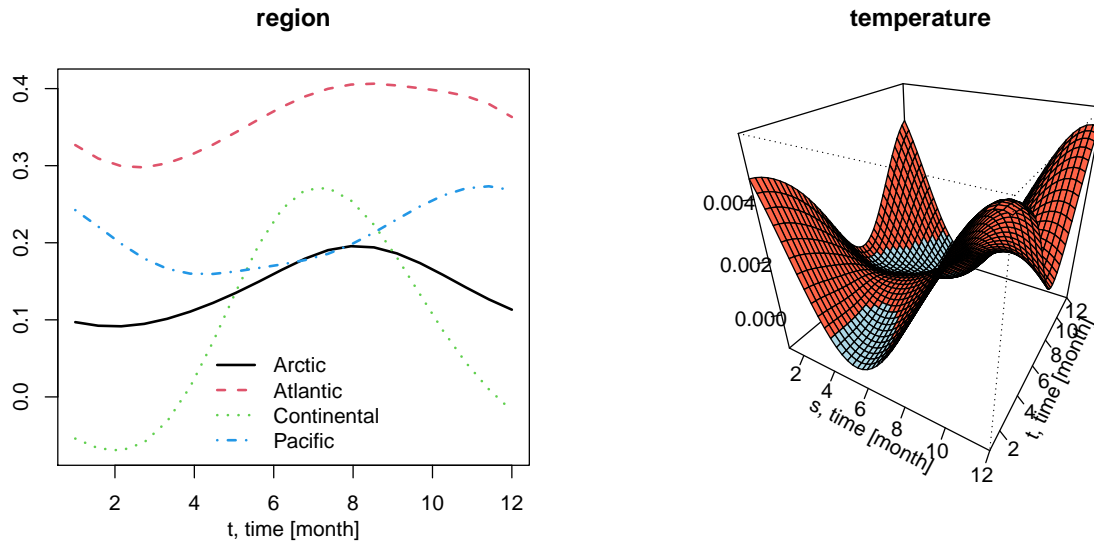 region
0.4
0.3
0.2
0.1
0.0
Arctic
Atlantic
Continental
Pacific
2 4 6 8 10 12
t, time [month]
temperature
0.004
0.002
0.000
2 4 6 8 10 12
s, time [month]
2 4 6 8 10 12
t, time [month]